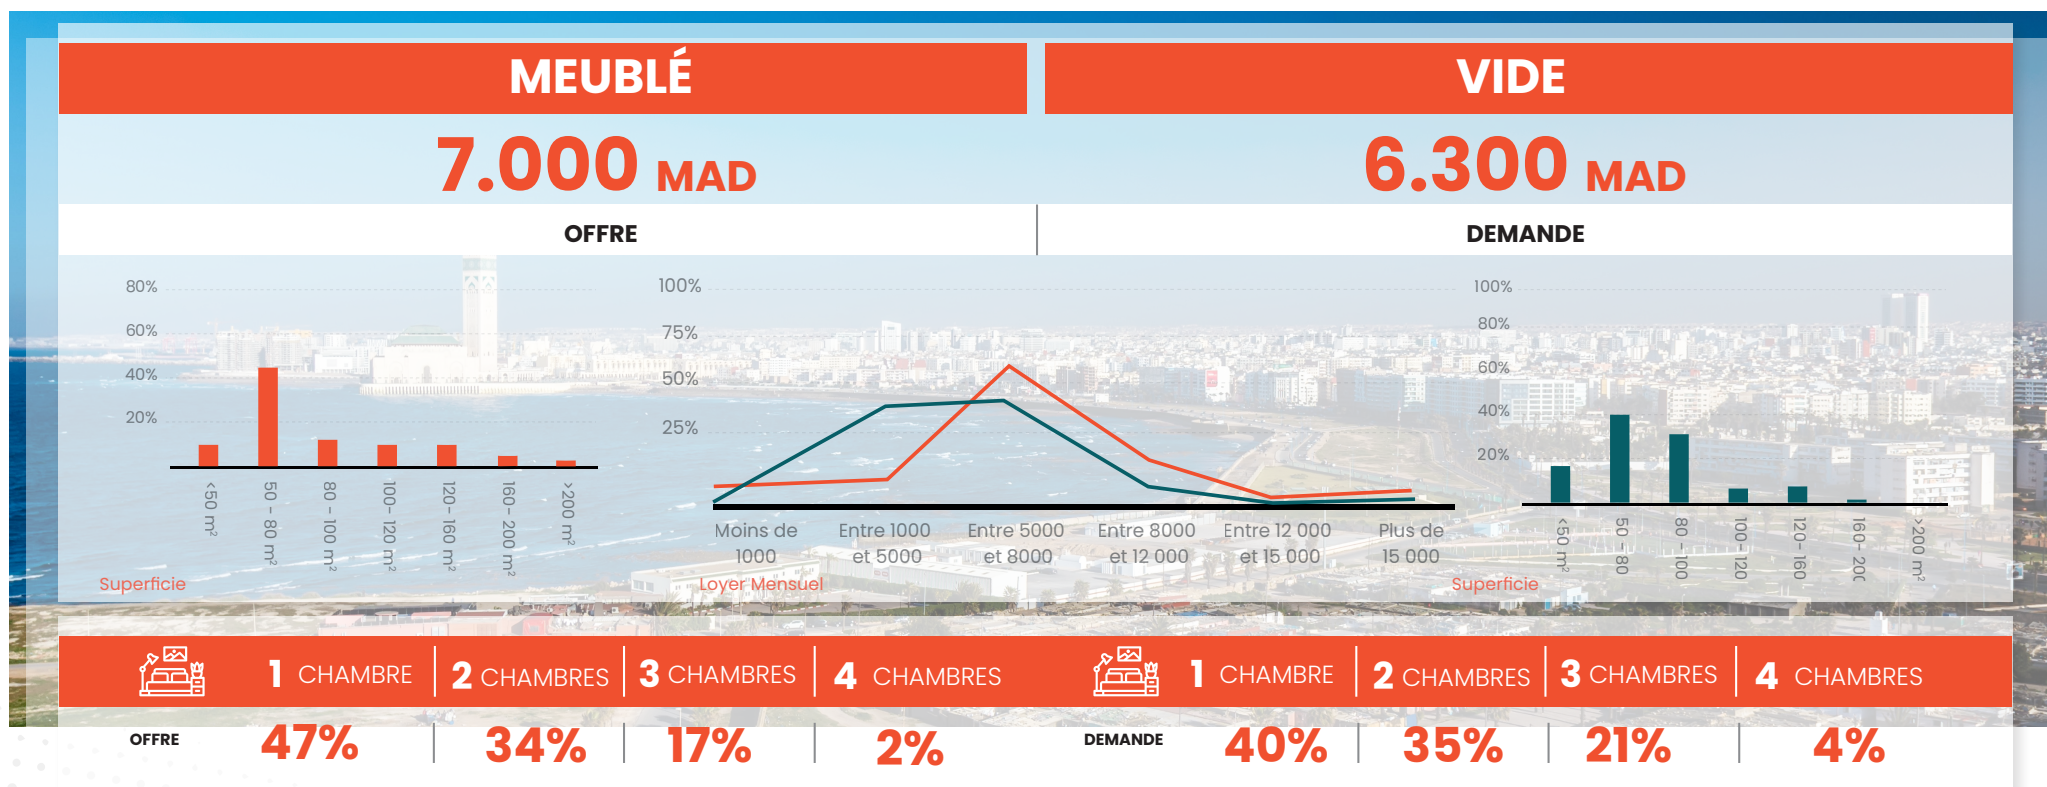 MEUBLÉ
VIDE
7.000 MAD
6.300 MAD
OFFRE
DEMANDE
80%
60%
40%
20%
<50 m²
50 - 80 m²
80 - 100 m²
100- 120 m²
120- 160 m²
160- 200 m²
>200 m²
Superficie
100%
75%
50%
25%
Moins de
1000
Entre 1000
et 5000
Entre 5000
et 8000
Entre 8000
et 12 000
Entre 12 000
et 15 000
Plus de
15 000
Loyer Mensuel
100%
80%
60%
40%
20%
<50 m²
50 - 80
80 - 100
100- 120
120- 160
160- 200
>200 m²
Superficie
1 CHAMBRE
2 CHAMBRES
3 CHAMBRES
4 CHAMBRES
1 CHAMBRE
2 CHAMBRES
3 CHAMBRES
4 CHAMBRES
OFFRE
47%
34%
17%
2%
DEMANDE
40%
35%
21%
4%